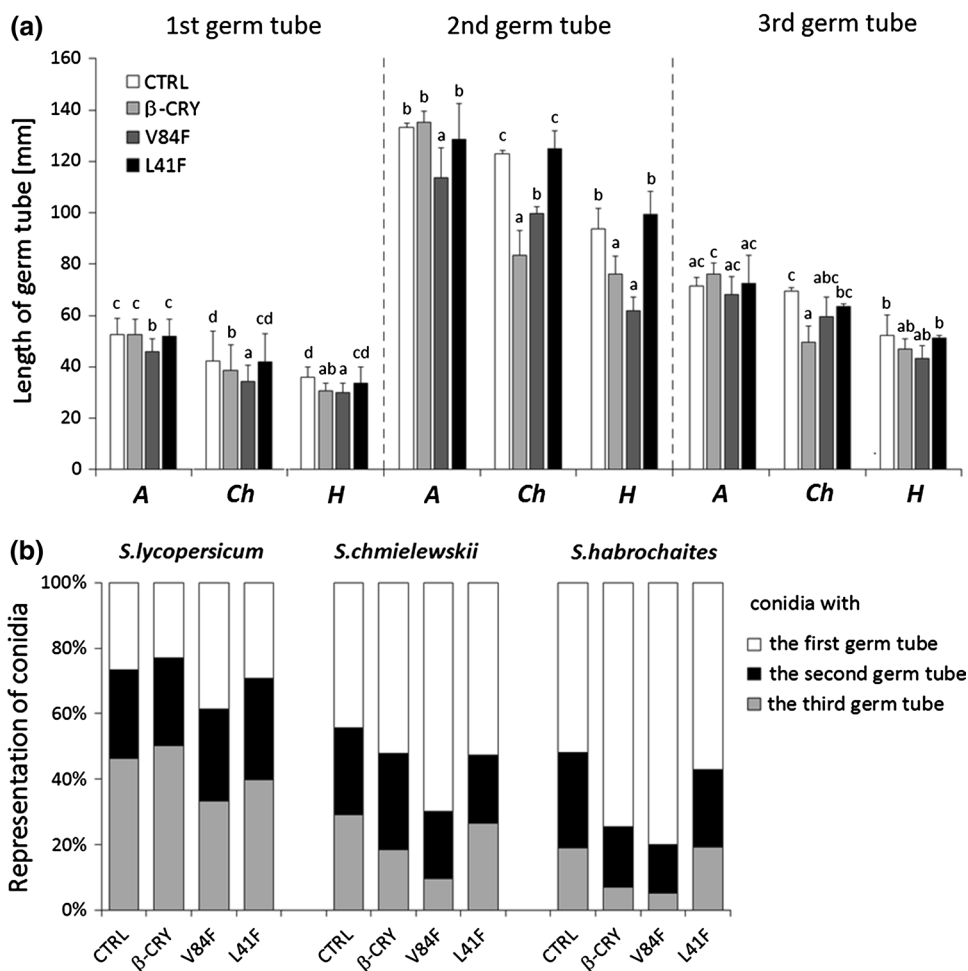 (a)
1st germ tube 2nd germ tube 3rd germ tube
Length of germ tube [mm]
160
140
120
100
80
60
40
20
0
CTRL
β-CRY
V84F
L41F
c c b c d b a cd d ab a cd
b b a b c a b c b a a b
ac c ac ac c a abc bc b ab ab b
A Ch H A Ch H A Ch H
(b)
S.lycopersicum S.chmielewskii S.habrochaites
Representation of conidia
100%
80%
60%
40%
20%
0%
CTRL β-CRY V84F L41F CTRL β-CRY V84F L41F CTRL β-CRY V84F L41F
conidia with
the first germ tube
the second germ tube
the third germ tube